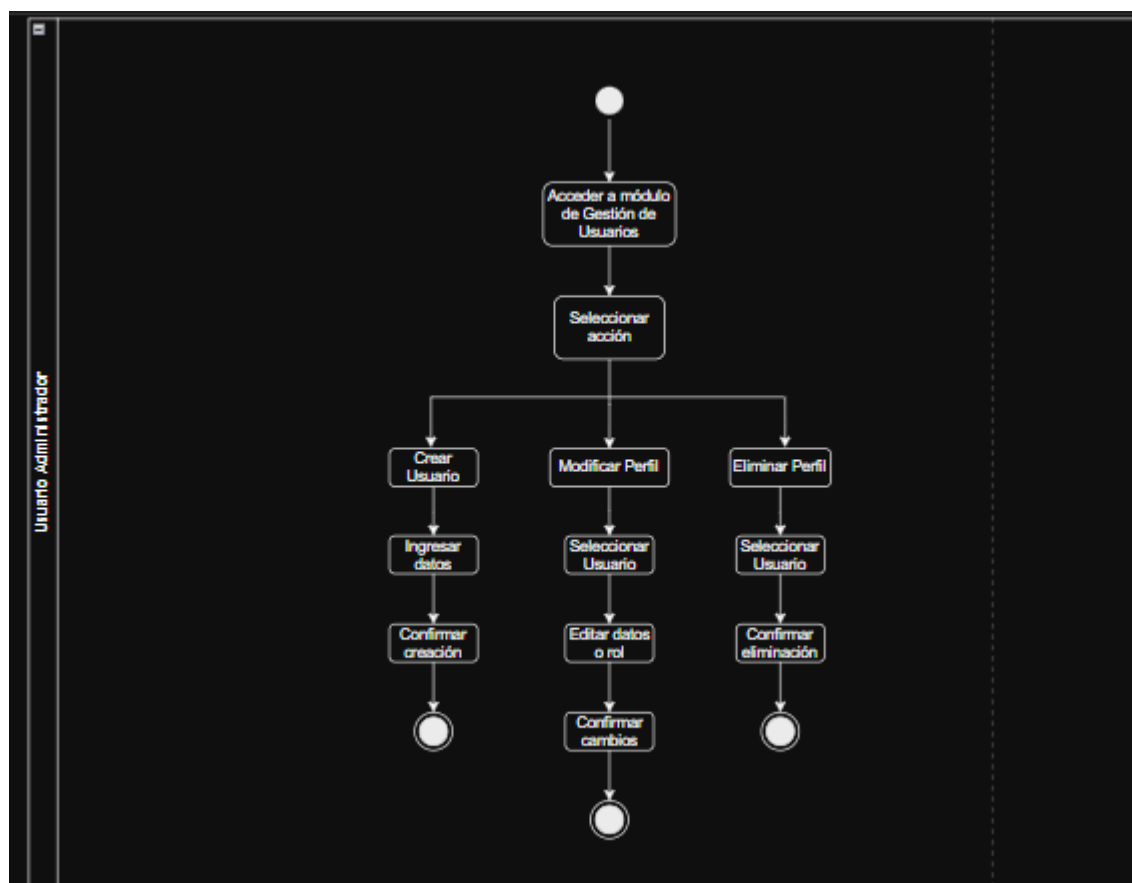 Usuario Administrador
Acceder a módulo
de Gestión de
Usuarios
Seleccionar
acción
Crear
Usuario
Modificar Perfil
Eliminar Perfil
Ingresar
datos
Seleccionar
Usuario
Seleccionar
Usuario
Confirmar
creación
Editar datos
o rol
Confirmar
eliminación
Confirmar
cambios